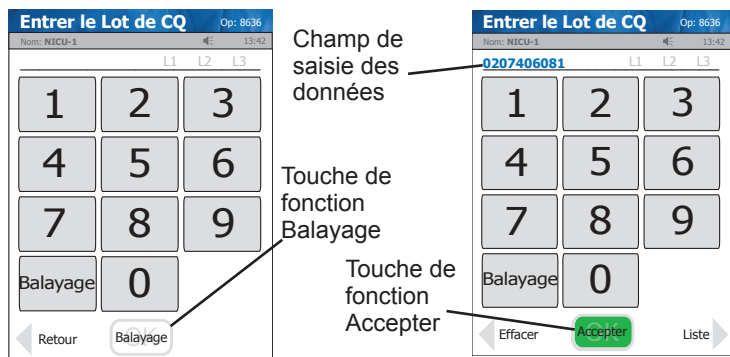 Entrer le Lot de CQ Op: 8636
Nom: NICU-1 13:42
L1 L2 L3
1 2 3
4 5 6
7 8 9
Balayage 0
Retour OK Balayage
Champ de
saisie des
données
Touche de
fonction
Balayage
Touche de
fonction
Accepter
Entrer le Lot de CQ Op: 8636
Nom: NICU-1 13:42
0207406081 L1 L2 L3
1 2 3
4 5 6
7 8 9
Balayage 0
Effacer OK Accepter Liste